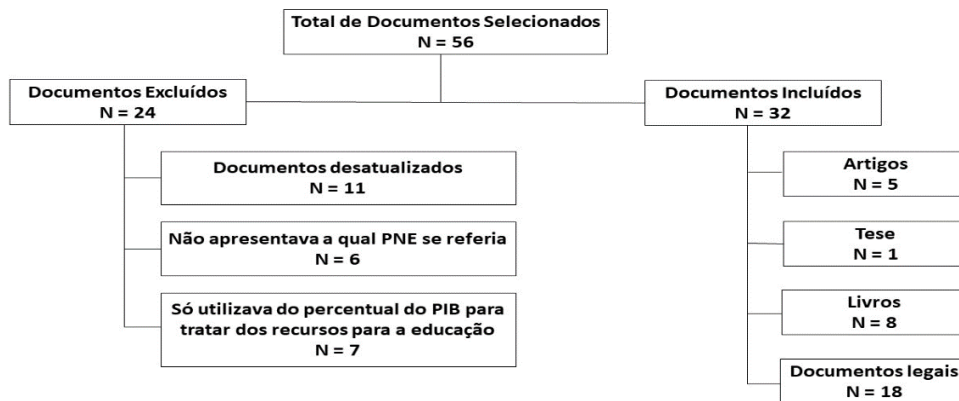 Total de Documentos Selecionados
N = 56
Documentos Excluídos
N = 24
Documentos desatualizados
N = 11
Não apresentava a qual PNE se referia
N = 6
Só utilizava do percentual do PIB para
tratar dos recursos para a educação
N = 7
Documentos Incluídos
N = 32
Artigos
N = 5
Tese
N = 1
Livros
N = 8
Documentos legais
N = 18